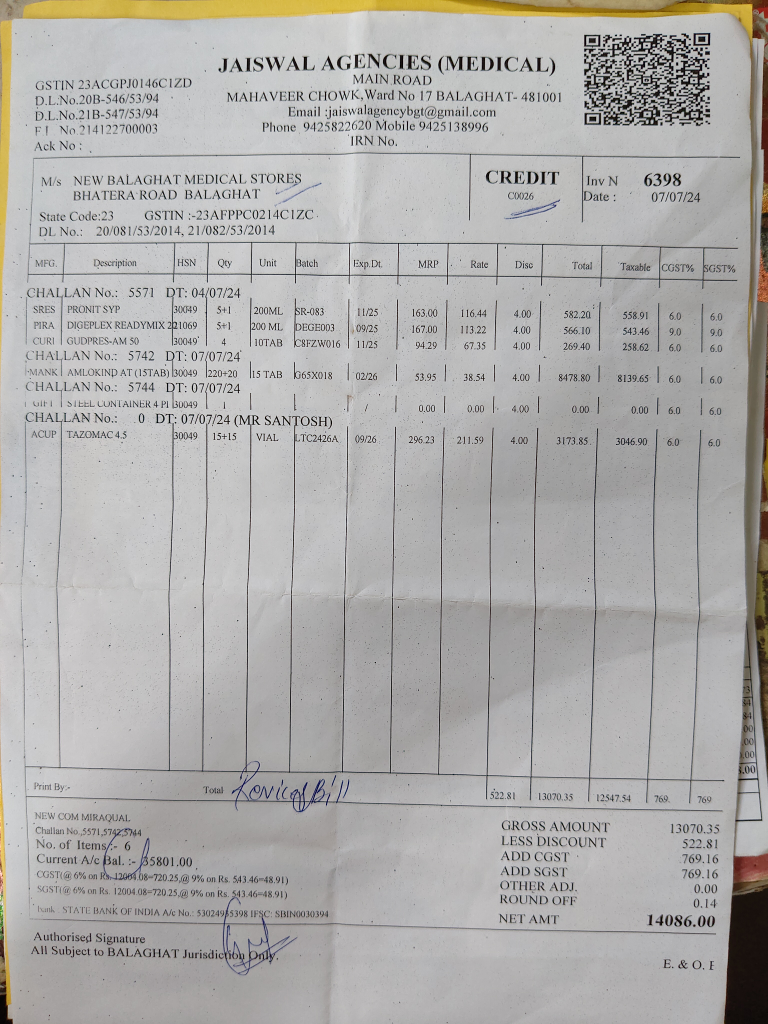 JAISWAL AGENCIES (MEDICAL)
MAIN ROAD
MAHAVEER CHOWK,Ward No 17 BALAGHAT- 481001
Email :jaiswalagencybgt@gmail.com
Phone 9425822620 Mobile 9425138996
IRN No.
GSTIN 23ACGPJ0146C1ZD
D.L.No.20B-546/53/94
D.L.No.21B-547/53/94
F.L. No.214122700003
Ack No :
M/s NEW BALAGHAT MEDICAL STORES
BHATERA ROAD BALAGHAT
State Code:23 GSTIN :-23AFPPC0214C1ZC
DL No.: 20/081/53/2014, 21/082/53/2014
CREDIT
C0026
Inv N 6398
Date : 07/07/24
MFG. Description HSN Qty Unit Batch Exp.Dt. MRP Rate Disc Total Taxable CGST% SGST%
CHALLAN No.: 5571 DT: 04/07/24
SRES PRONIT SYP 30049 5+1 200ML SR-083 11/25 163.00 116.44 4.00 582.20 558.91 6.0 6.0
PIRA DIGEPLEX READYMIX 221069 5+1 200 ML DEGE003 09/25 167.00 113.22 4.00 566.10 543.46 9.0 9.0
CURI GUDPRES-AM 50 30049 4 10TAB C8FZW016 11/25 94.29 67.35 4.00 269.40 258.62 6.0 6.0
CHALLAN No.: 5742 DT: 07/07/24
MANK AMLOKIND AT (15TAB) 30049 220+20 15 TAB G65X018 02/26 53.95 38.54 4.00 8478.80 8139.65 6.0 6.0
CHALLAN No.: 5744 DT: 07/07/24
GIFT STEEL CONTAINER 4 PI 30049 1 / 0.00 0.00 4.00 0.00 0.00 6.0 6.0
CHALLAN No.: 0 DT: 07/07/24 (MR SANTOSH)
ACUP TAZOMAC 4.5 30049 15+15 VIAL LTC2426A 09/26 296.23 211.59 4.00 3173.85 3046.90 6.0 6.0
Print By:- Total Bill 522.81 13070.35 12547.54 769. 769
NEW COM MIRAQUAL
Challan No.,5571,5742,5744
No. of Items :- 6
Current A/c Bal. :- 35801.00
CGST(@ 6% on Rs. 12004.08=720.25,@ 9% on Rs. 543.46=48.91)
SGST(@ 6% on Rs. 12004.08=720.25,@ 9% on Rs. 543.46=48.91)
Bank : STATE BANK OF INDIA A/c No.: IFSC: SBIN0030394
Authorised Signature
All Subject to BALAGHAT Jurisdiction Only.
GROSS AMOUNT 13070.35
LESS DISCOUNT 522.81
ADD CGST 769.16
ADD SGST 769.16
OTHER ADJ. 0.00
ROUND OFF 0.14
NET AMT 14086.00
E. & O. E